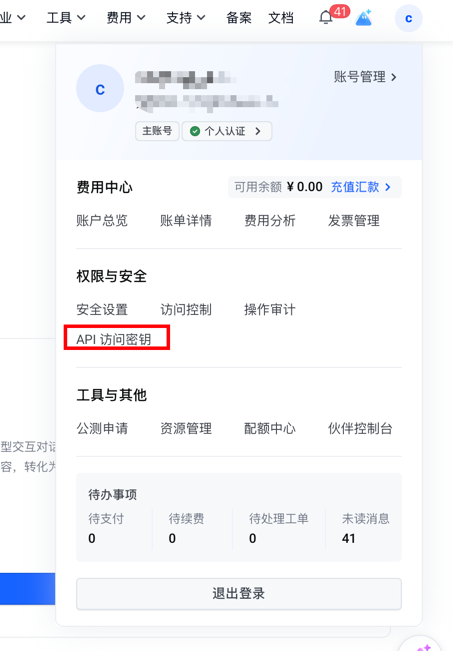 业 工具 费用 支持 备案 文档 41 c
c 账号管理
主账号 个人认证
费用中心 可用余额 ¥ 0.00 充值汇款
账户总览 账单详情 费用分析 发票管理
权限与安全
安全设置 访问控制 操作审计
API 访问密钥
工具与其他
公测申请 资源管理 配额中心 伙伴控制台
型交互对话
容，转化为
待办事项
待支付 待续费 待处理工单 未读消息
0 0 0 41
退出登录